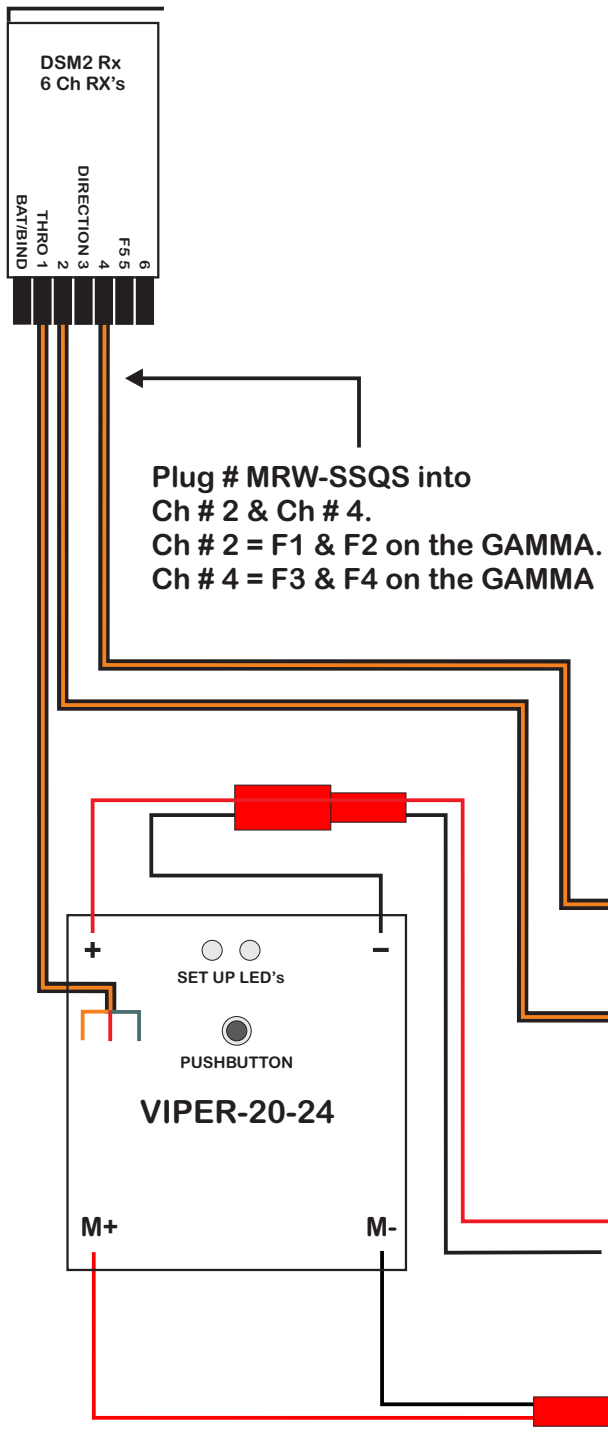 DSM2 Rx
6 Ch RX's
BAT/BIND
THRO 1
2
DIRECTION 3
4
F5 5
6
Plug # MRW-SSQS into
Ch # 2 & Ch # 4.
Ch # 2 = F1 & F2 on the GAMMA.
Ch # 4 = F3 & F4 on the GAMMA
+
−
SET UP LED's
PUSHBUTTON
VIPER-20-24
M+
M-